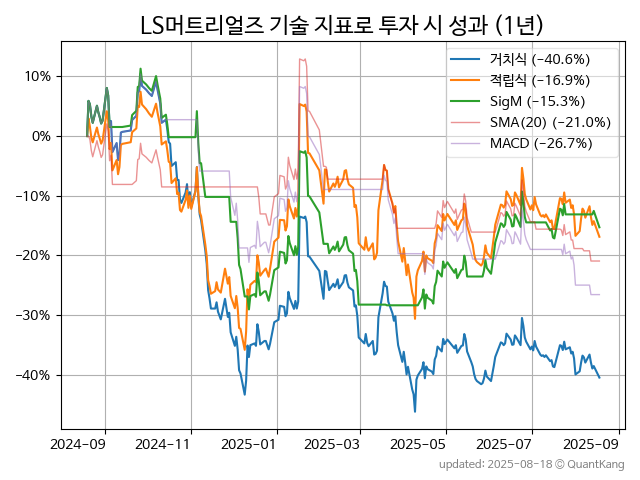 LS머트리얼즈 기술 지표로 투자 시 성과 (1년)
거치식 (−40.6%)
적립식 (−16.9%)
SigM (−15.3%)
SMA(20) (−21.0%)
MACD (−26.7%)
10%
0%
−10%
−20%
−30%
−40%
2024-09 2024-11 2025-01 2025-03 2025-05 2025-07 2025-09
updated: 2025-08-18 © QuantKang